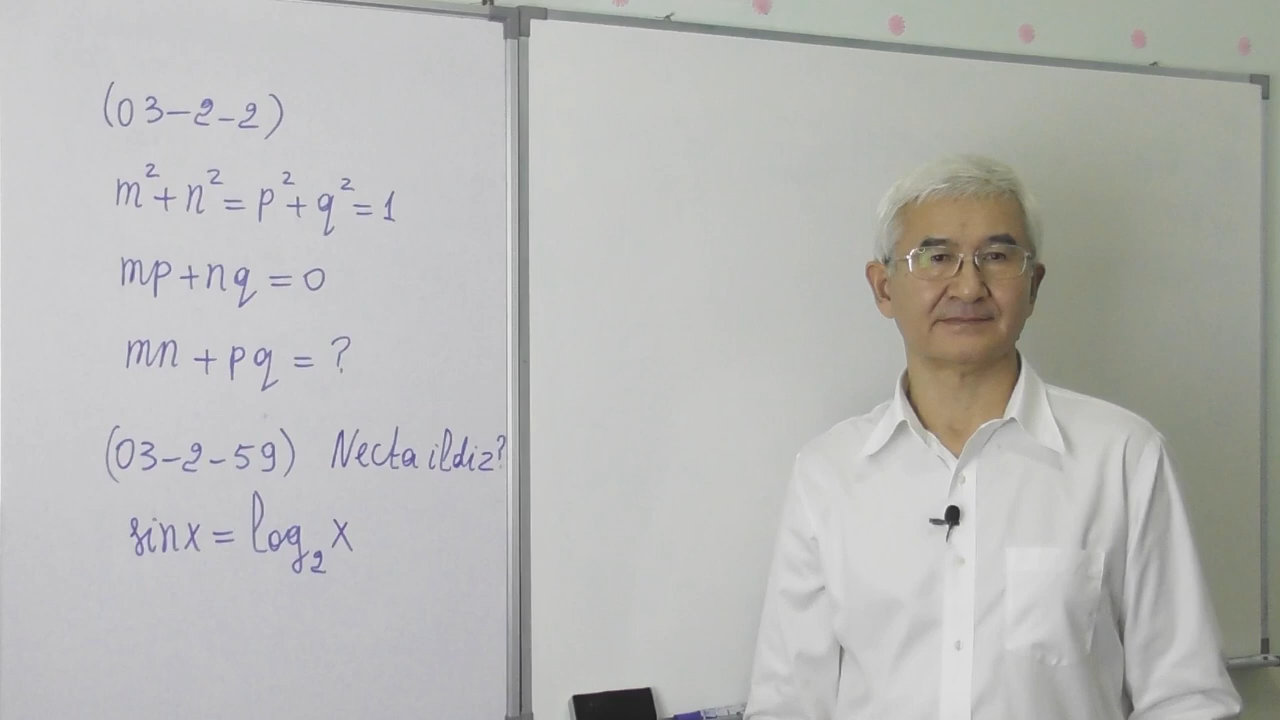 (03-2-2)
m² + n² = p² + q² = 1
mp + nq = 0
mn + pq = ?
(03-2-59) Necta ildiz?
sinx = log₂ x